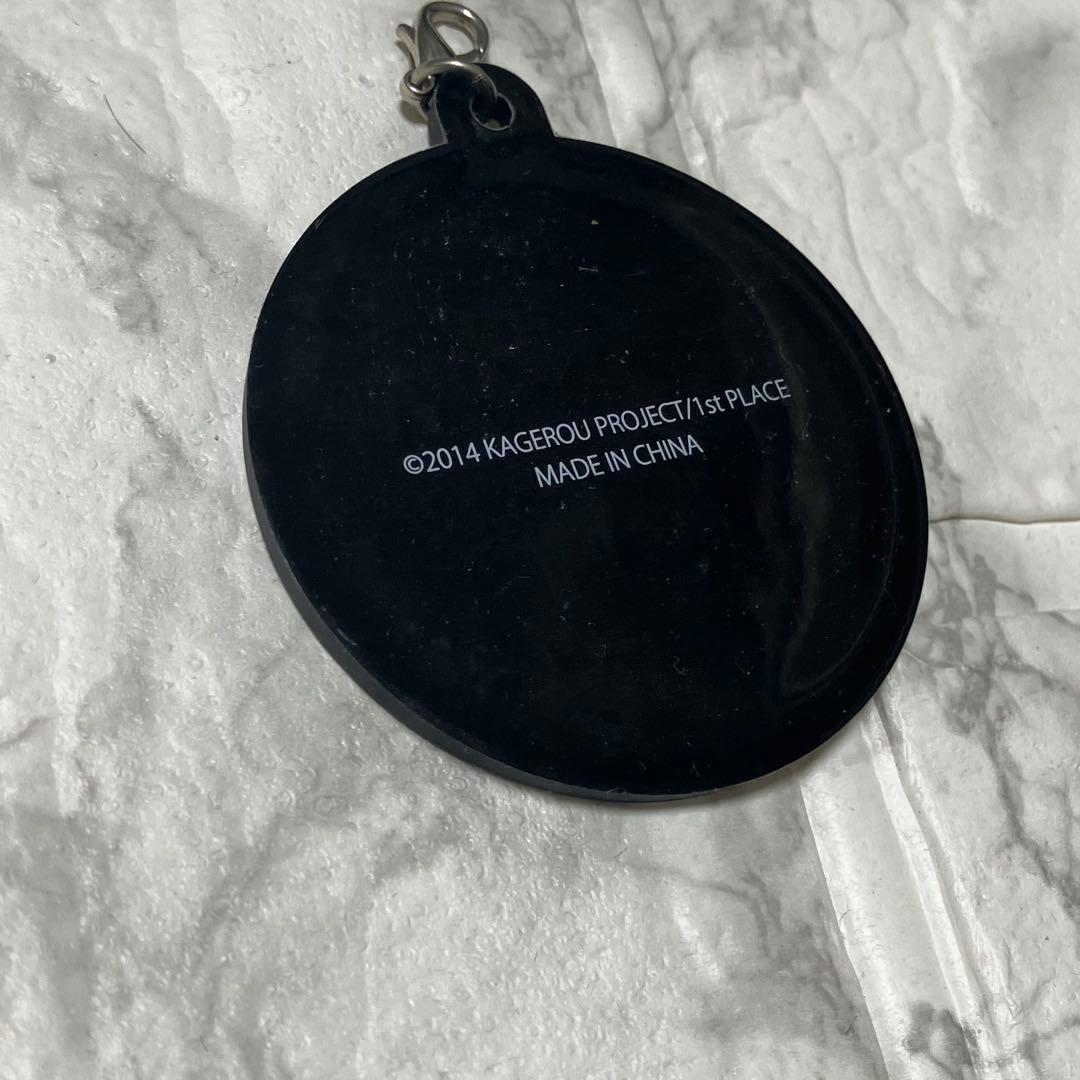 ©2014 KAGEROU PROJECT/1st PLACE
MADE IN CHINA